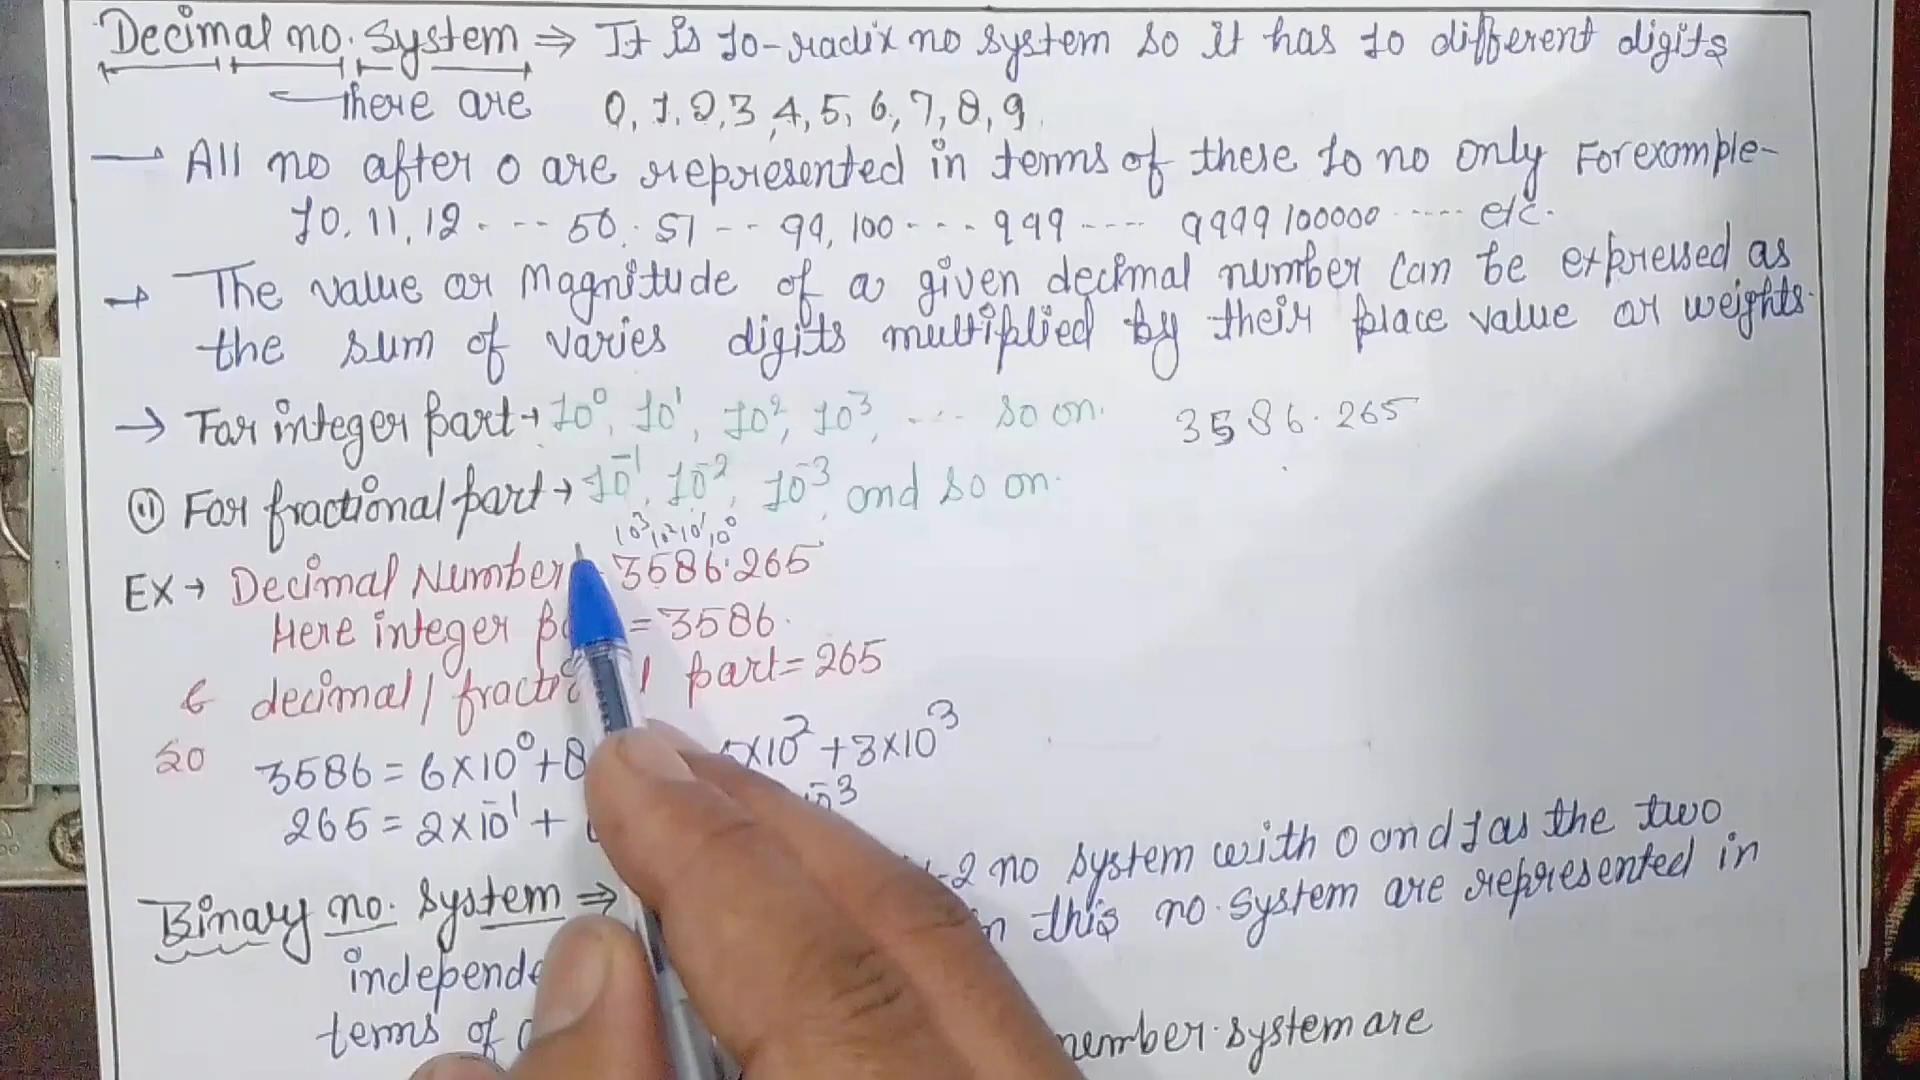 Decimal no. System ⇒ It is 10-radix no system so it has 10 different digits
There are 0, 1, 2, 3, 4, 5, 6, 7, 8, 9
— All no after 0 are represented in terms of these 10 no only For example-
10, 11, 12 . --- 50, 51 -- 99, 100 --- 999 ---- 9999 100000 ---- etc.
→ The value or Magnitude of a given decimal number can be expressed as
the sum of varies digits multiplied by their place value or weights.
→ For integer part → 10⁰, 10¹, 10², 10³, --- so on. 3586.265
(ii) For fractional part → 10⁻¹, 10⁻², 10⁻³, and so on.
10³ 10² 10¹ 10⁰
EX → Decimal Number 3586.265
Here integer = 3586.
& decimal / part = 265
So 3586 = 6×10⁰+8 ×10² + 3×10³
265 = 2×10⁻¹ +
Binary no. System ⇒ -2 no system with 0 and 1 as the two
in this no. System are represented in
terms of
number system are